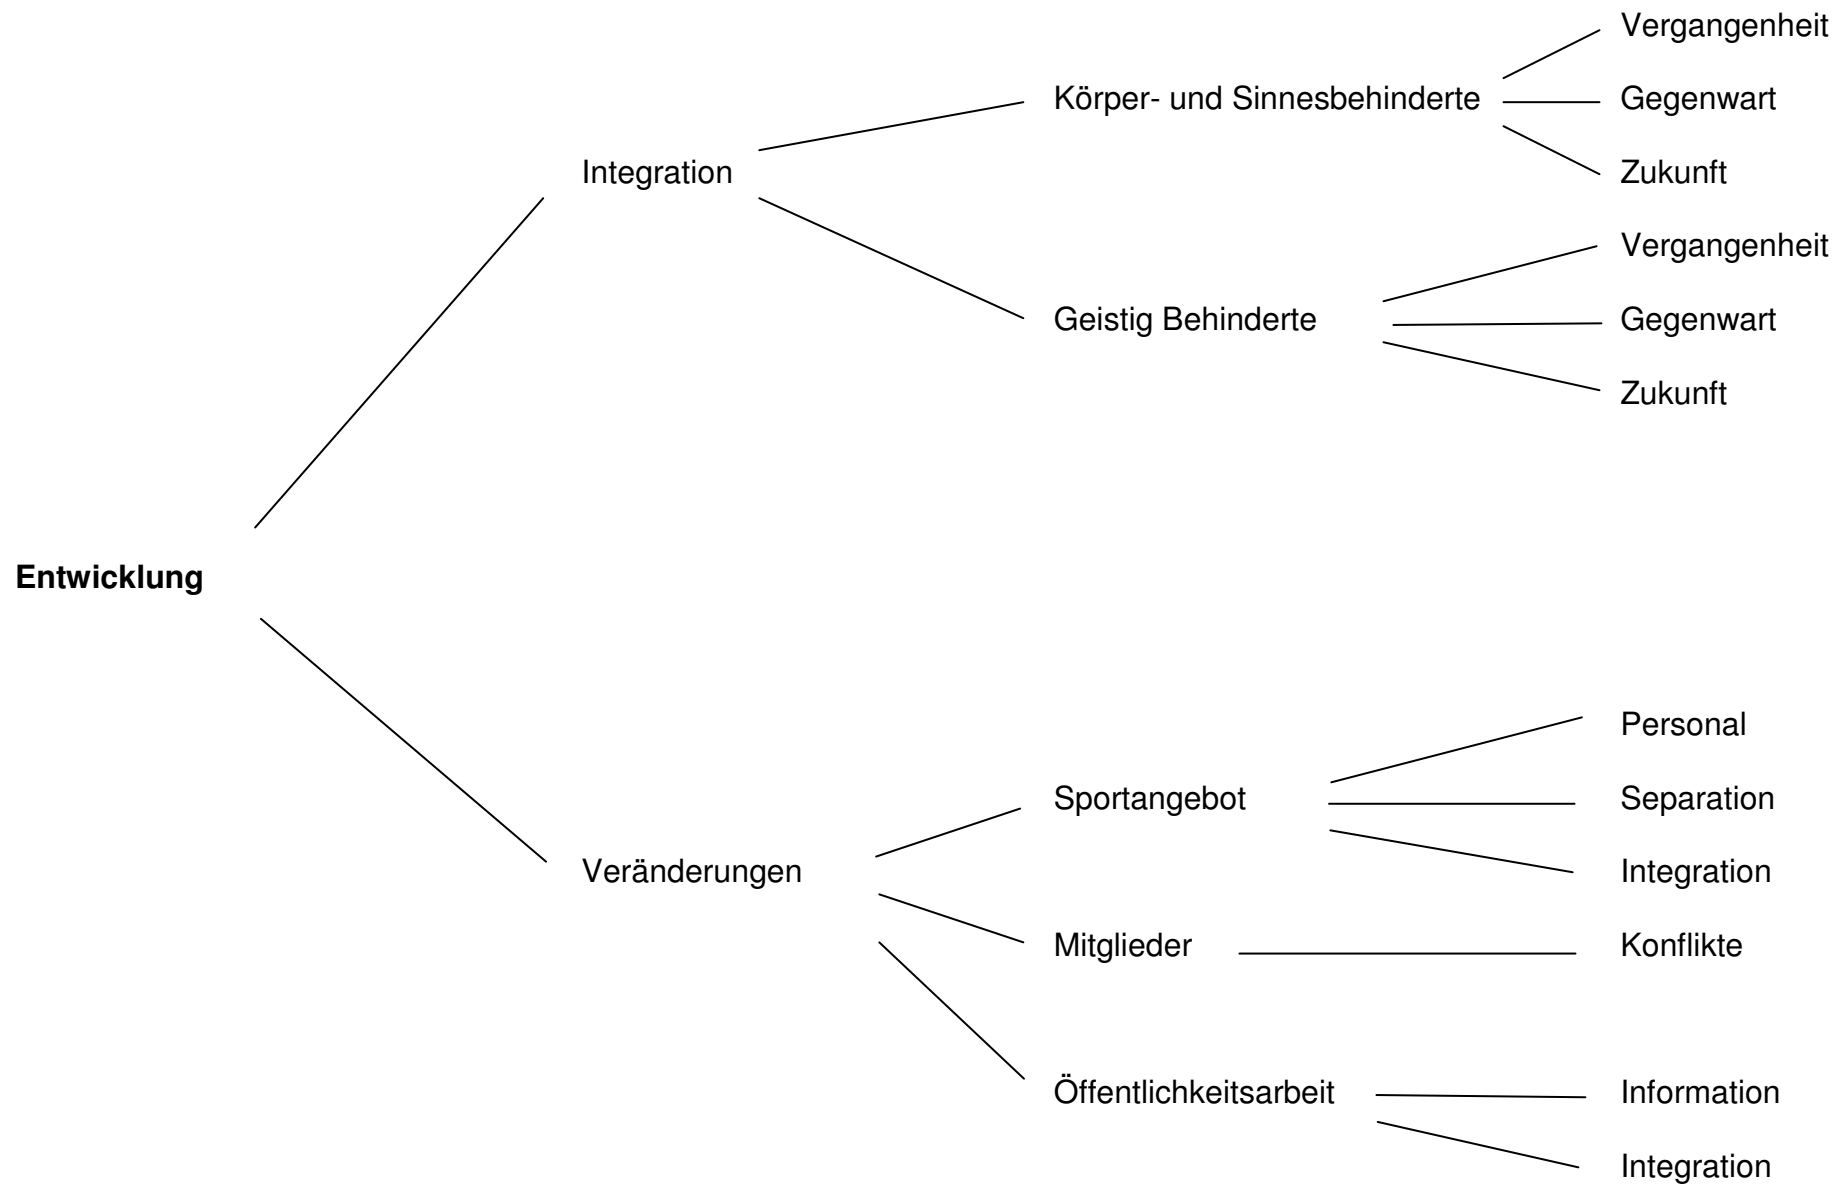 Vergangenheit
Körper- und Sinnesbehinderte
Gegenwart
Integration
Zukunft
Vergangenheit
Geistig Behinderte
Gegenwart
Zukunft
Entwicklung
Personal
Sportangebot
Separation
Veränderungen
Integration
Mitglieder
Konflikte
Öffentlichkeitsarbeit
Information
Integration